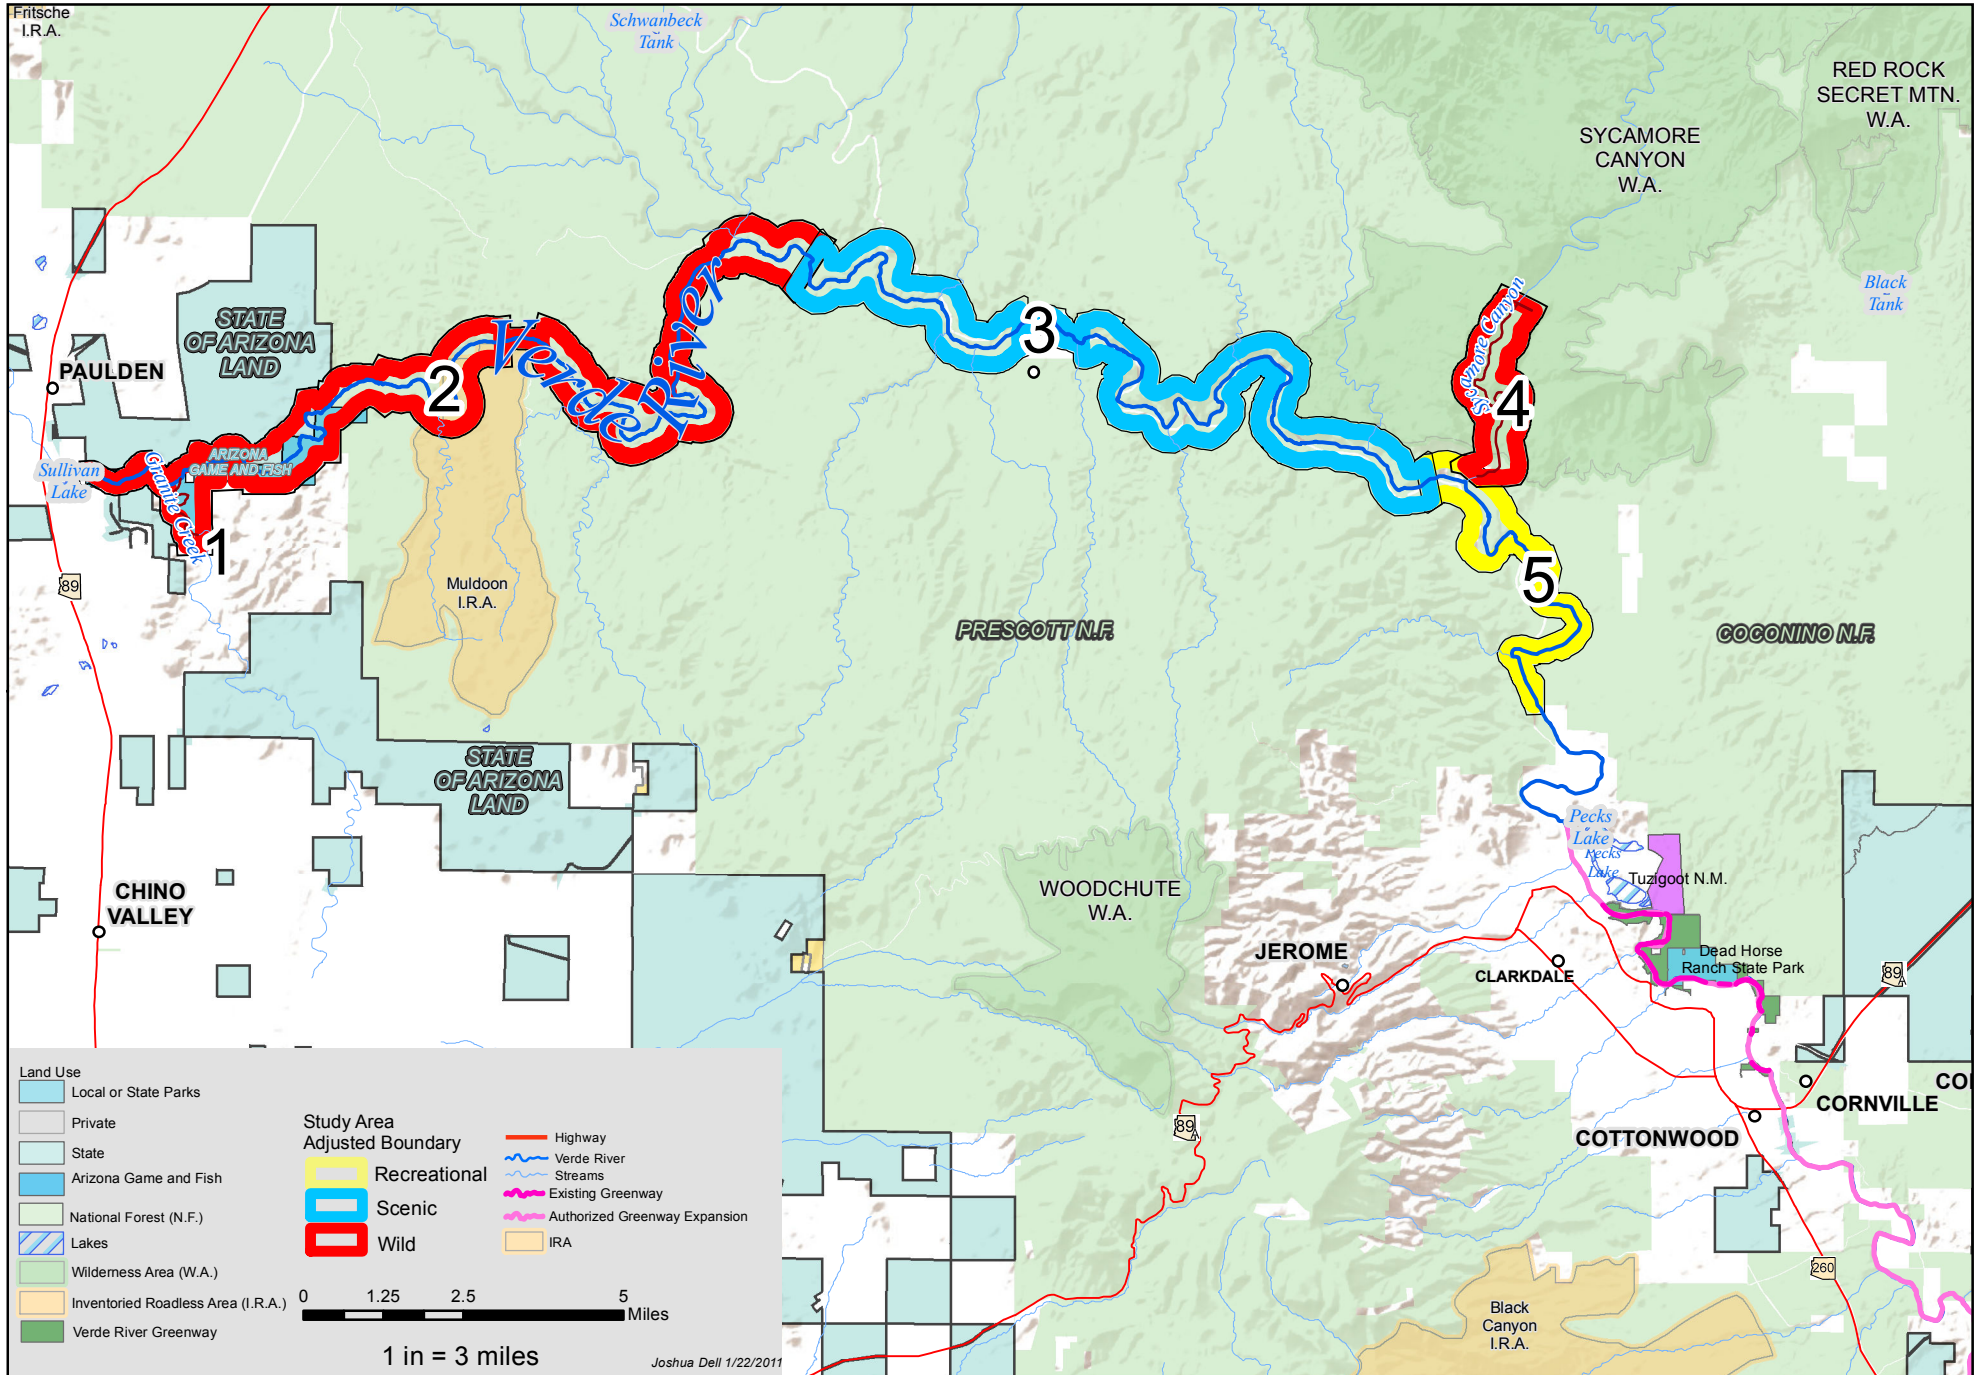 Fritsche
I.R.A.
Schwanbeck
Tank
RED ROCK
SECRET MTN.
W.A.
SYCAMORE
CANYON
W.A.
Black
Tank
STATE
OF ARIZONA
LAND
PAULDEN
Verde River
Sycamore Canyon
2
3
4
ARIZONA
GAME AND FISH
Sullivan
Lake
Granite Creek
1
5
89
Muldoon
I.R.A.
PRESCOTT N.F.
COCONINO N.F.
STATE
OF ARIZONA
LAND
Pecks
Lake
Pecks
Lake
Tuzigoot N.M.
CHINO
VALLEY
WOODCHUTE
W.A.
JEROME
CLARKDALE
Dead Horse
Ranch State Park
89A
CORNVILLE
COTTONWOOD
89A
260
Black
Canyon
I.R.A.
Land Use
Local or State Parks
Private
State
Arizona Game and Fish
National Forest (N.F.)
Lakes
Wilderness Area (W.A.)
Inventoried Roadless Area (I.R.A.)
Verde River Greenway
Study Area
Adjusted Boundary
Recreational
Scenic
Wild
Highway
Verde River
Streams
Existing Greenway
Authorized Greenway Expansion
IRA
0 1.25 2.5 5
Miles
1 in = 3 miles
Joshua Dell 1/22/2011